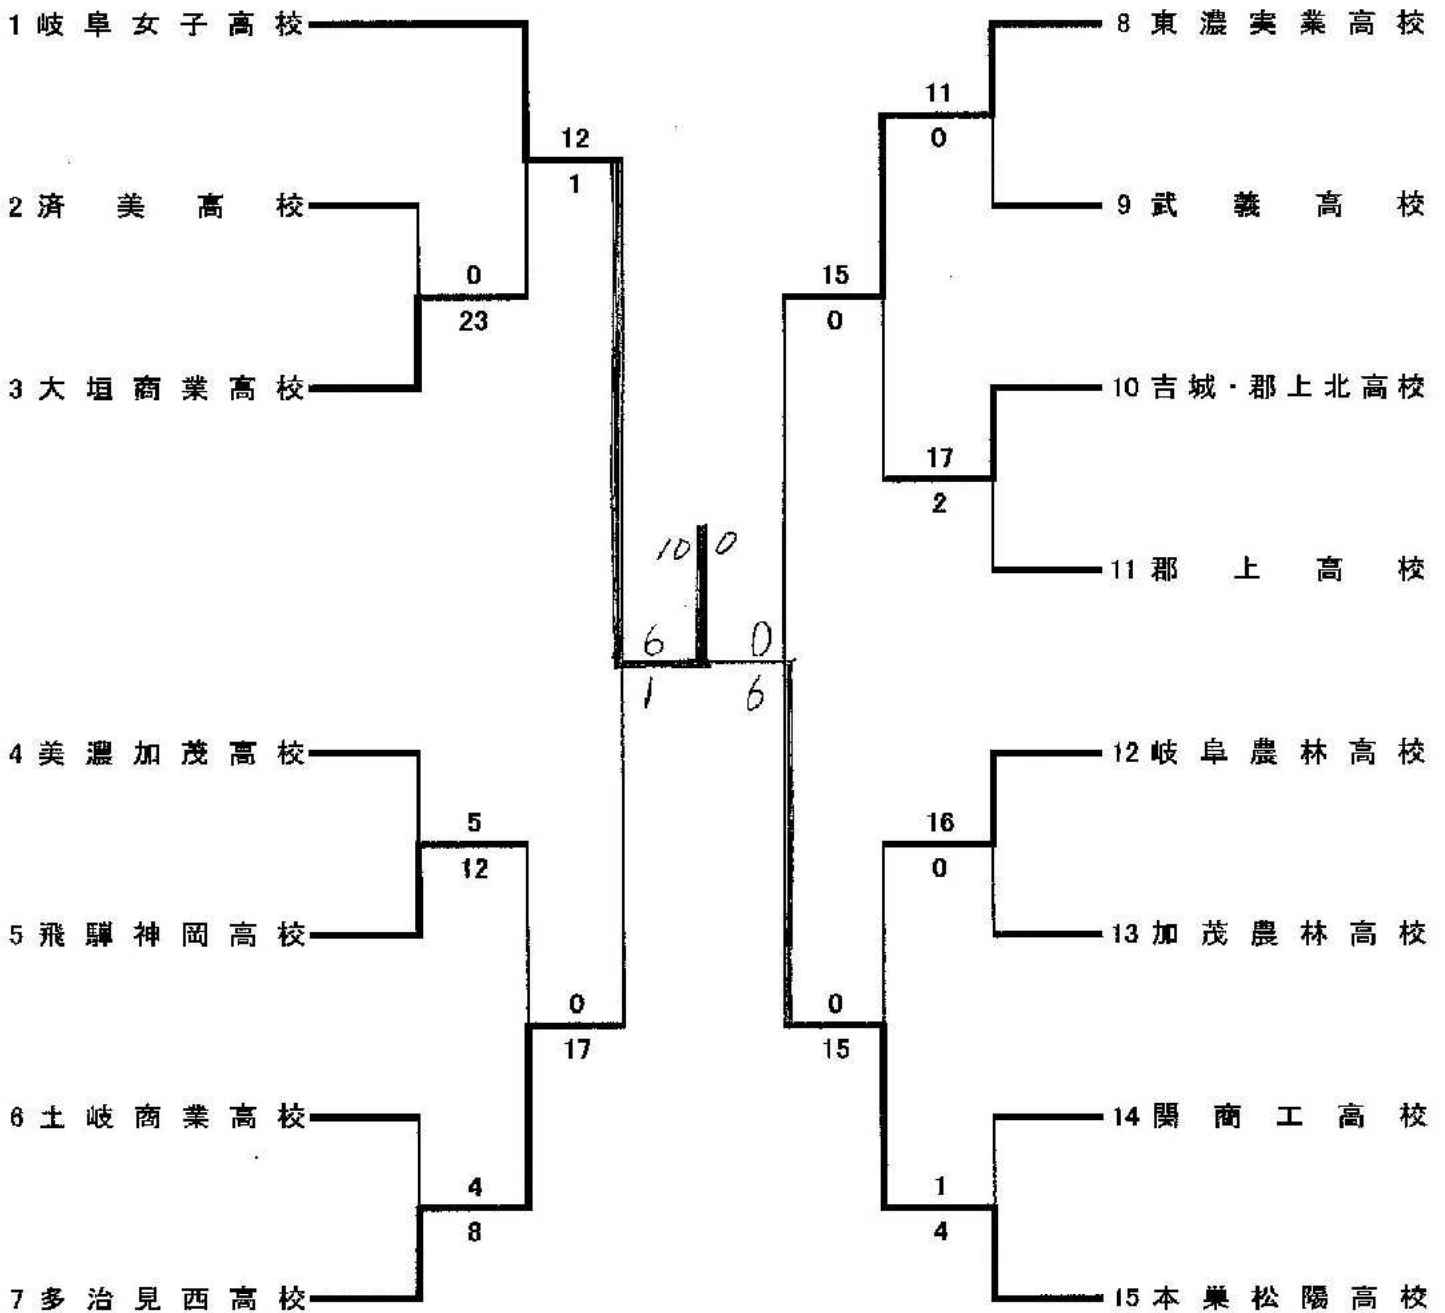 1 岐阜女子高校
12
1
2 済美高校
0
23
3 大垣商業高校
4 美濃加茂高校
5
12
5 飛騨神岡高校
0
17
6 土岐商業高校
4
8
7 多治見西高校
10 0
6
1
0
6
8 東濃実業高校
11
0
9 武義高校
15
0
10 吉城・郡上北高校
17
2
11 郡上高校
12 岐阜農林高校
16
0
13 加茂農林高校
0
15
14 関商工高校
1
4
15 本巣松陽高校